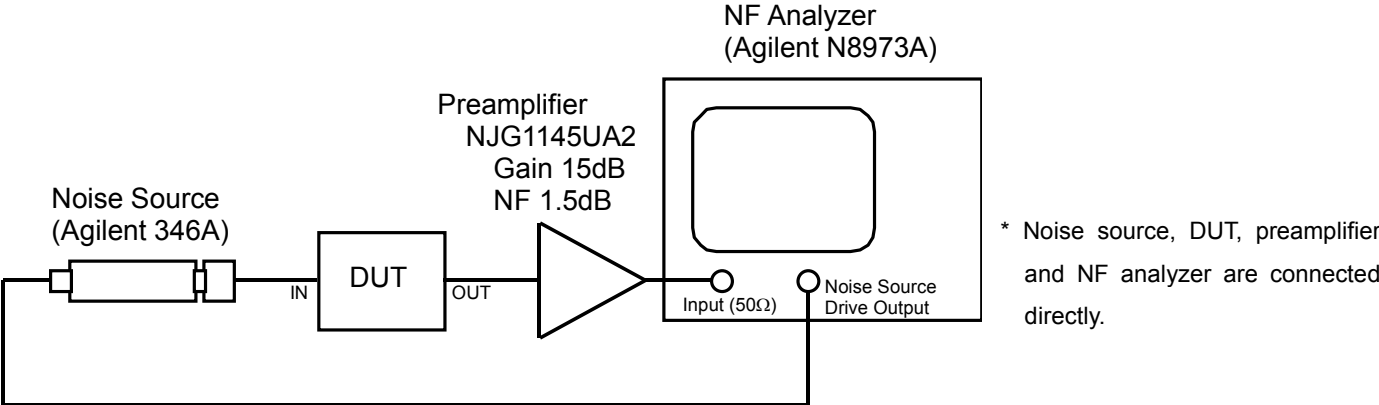 NF Analyzer
(Agilent N8973A)
Preamplifier
NJG1145UA2
Gain 15dB
NF 1.5dB
Noise Source
(Agilent 346A)
IN
DUT
OUT
Input (50Ω)
Noise Source
Drive Output
* Noise source, DUT, preamplifier
and NF analyzer are connected
directly.